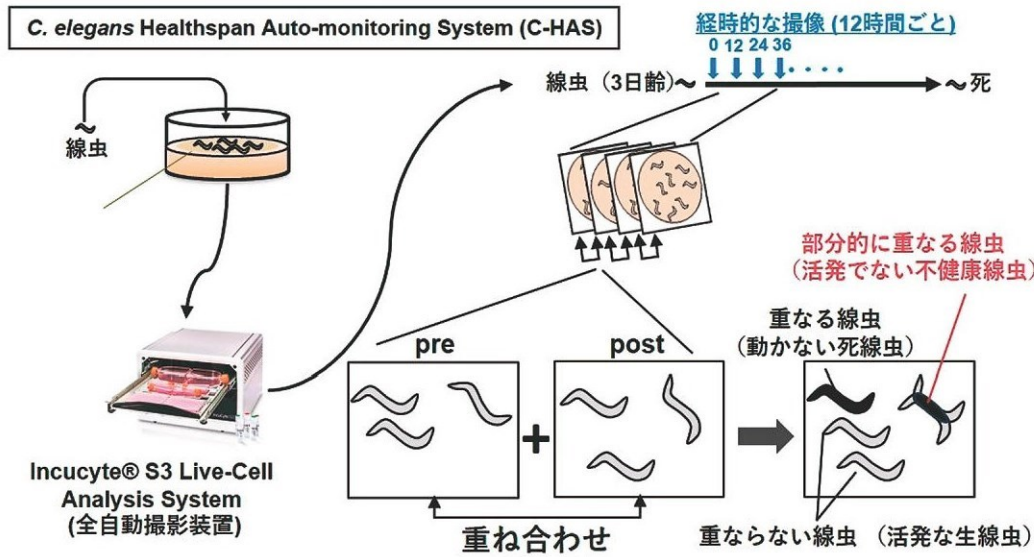 C. elegans Healthspan Auto-monitoring System (C-HAS)
経時的な撮像 (12時間ごと)
0 12 24 36
線虫（3日齢）
死
線虫
部分的に重なる線虫
（活発でない不健康線虫）
重なる線虫
（動かない死線虫）
pre
post
+
Incucyte® S3 Live-Cell
Analysis System
(全自動撮影装置)
重ね合わせ
重ならない線虫 （活発な生線虫）